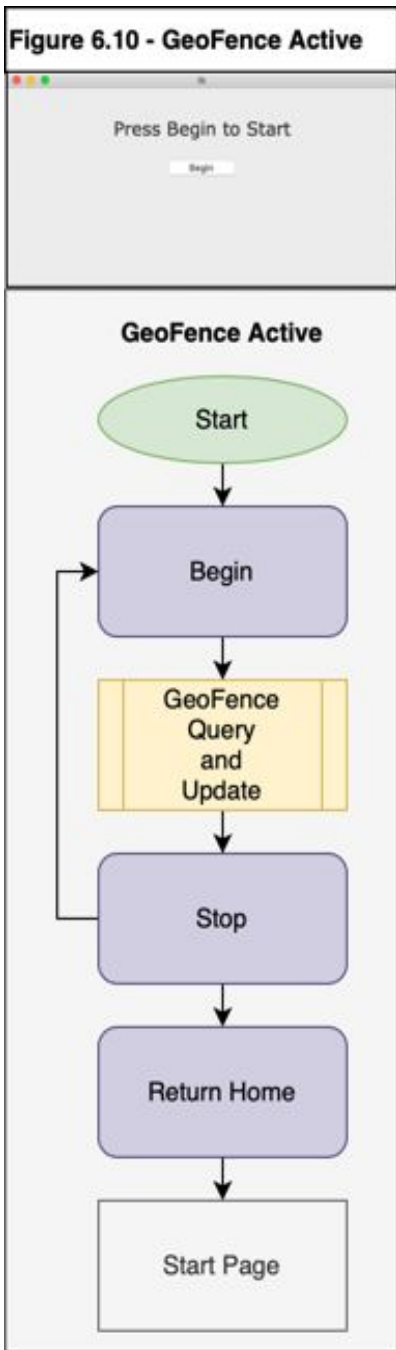 Figure 6.10 - GeoFence Active
Press Begin to Start
Begin
GeoFence Active
Start
Begin
GeoFence
Query
and
Update
Stop
Return Home
Start Page